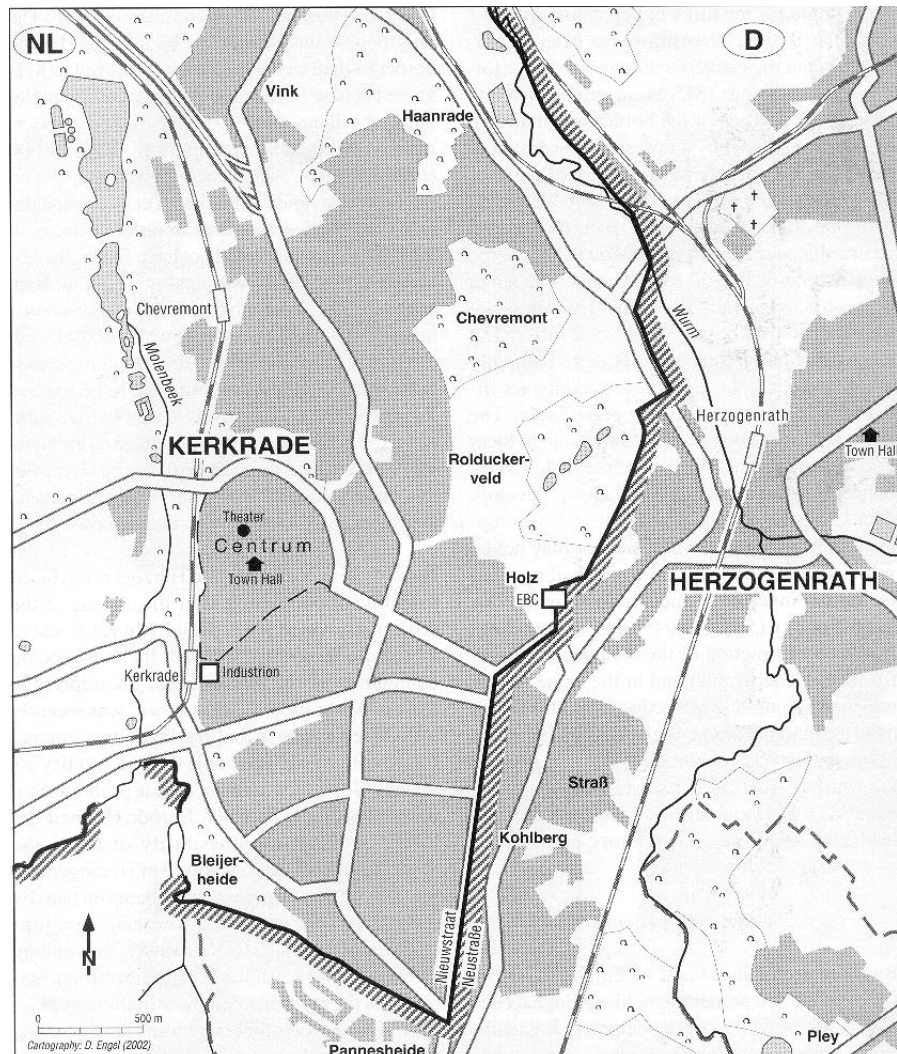 NL
D
Vink
Haanrade
Chevremont
Chevremont
Molenbeek
Wurm
KERKRADE
Herzogenrath
Town Hall
Rolducker-
veld
Theater
Centrum
Town Hall
Holz
EBC
HERZOGENRATH
Kerkrade
Industrion
Straß
Kohlberg
Bleijer-
heide
Nieuwstraat
Neustraße
N
0 500 m
Cartography: D. Engel (2002)
Pannesheide
Pley